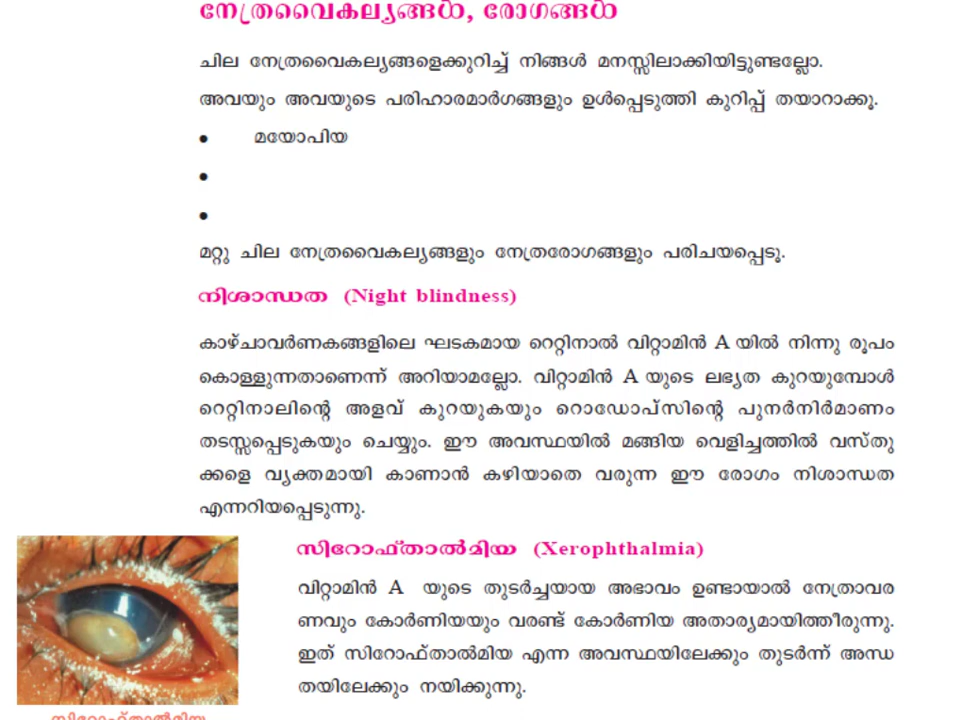 നേത്രവൈകല്യങ്ങൾ, രോഗങ്ങൾ
ചില നേത്രവൈകല്യങ്ങളെക്കുറിച്ച് നിങ്ങൾ മനസ്സിലാക്കിയിട്ടുണ്ടല്ലോ.
അവയും അവയുടെ പരിഹാരമാർഗങ്ങളും ഉൾപ്പെടുത്തി കുറിപ്പ് തയാറാക്കൂ.
• മയോപിയ
•
•
മറ്റു ചില നേത്രവൈകല്യങ്ങളും നേത്രരോഗങ്ങളും പരിചയപ്പെടൂ.
നിശാന്ധത (Night blindness)
കാഴ്ചാവർണകങ്ങളിലെ ഘടകമായ റെറ്റിനാൽ വിറ്റാമിൻ A യിൽ നിന്നു രൂപം
കൊള്ളുന്നതാണെന്ന് അറിയാമല്ലോ. വിറ്റാമിൻ A യുടെ ലഭ്യത കുറയുമ്പോൾ
റെറ്റിനാലിന്റെ അളവ് കുറയുകയും റൊഡോപ്സിന്റെ പുനർനിർമാണം
തടസ്സപ്പെടുകയും ചെയ്യും. ഈ അവസ്ഥയിൽ മങ്ങിയ വെളിച്ചത്തിൽ വസ്തു
ക്കളെ വ്യക്തമായി കാണാൻ കഴിയാതെ വരുന്ന ഈ രോഗം നിശാന്ധത
എന്നറിയപ്പെടുന്നു.
സിറോഫ്താൽമിയ (Xerophthalmia)
വിറ്റാമിൻ A യുടെ തുടർച്ചയായ അഭാവം ഉണ്ടായാൽ നേത്രാവര
ണവും കോർണിയയും വരണ്ട് കോർണിയ അതാര്യമായിത്തീരുന്നു.
ഇത് സിറോഫ്താൽമിയ എന്ന അവസ്ഥയിലേക്കും തുടർന്ന് അന്ധ
തയിലേക്കും നയിക്കുന്നു.
സിറോഫ്താൽമിയ